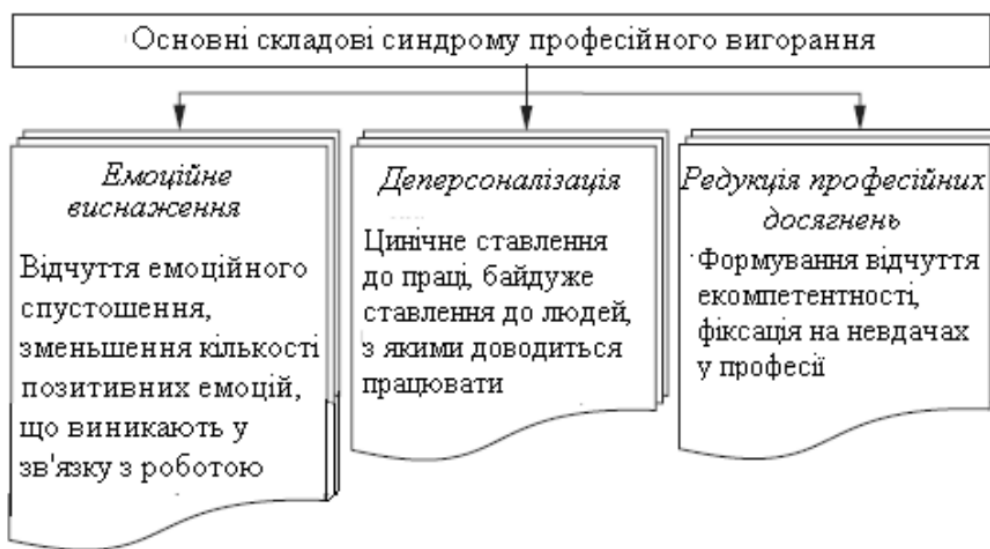 Основні складові синдрому професійного вигорання
Емоційне
виснаження
Відчуття емоційного
спустошення,
зменьшення кількості
позитивних емоцій,
що виникають у
зв'язку з роботою
Деперсоналізація
Цинічне ставлення
до праці, байдуже
ставлення до людей,
з якими доводиться
працювати
Редукція професійних
досягнень
Формування відчуття
екомпетентності,
фіксація на невдачах
у професії